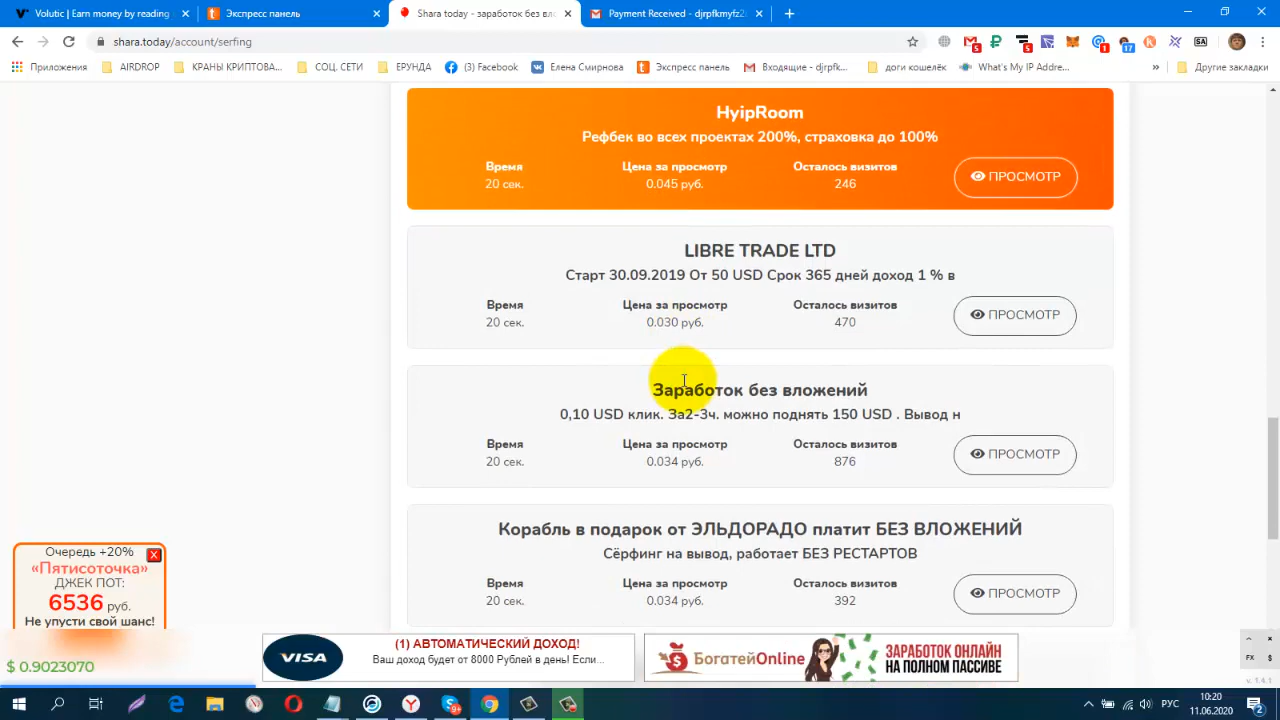 Volutic | Earn money by reading
Экспресс панель
Shara today - заработок без вло
Payment Received - djrpfkmyfz2
shara.today/account/serfing
Приложения
AIRDROP
КРАНЫ КРИПТОВА...
СОЦ. СЕТИ
ЕРУНДА
(3) Facebook
Елена Смирнова
Экспресс панель
Входящие - djrpfk...
доги кошелёк
What's My IP Addre...
»
Другие закладки
HyipRoom
Рефбек во всех проектах 200%, страховка до 100%
Время
Цена за просмотр
Осталось визитов
20 сек.
0.045 руб.
246
ПРОСМОТР
LIBRE TRADE LTD
Старт 30.09.2019 От 50 USD Срок 365 дней доход 1 % в
Время
Цена за просмотр
Осталось визитов
20 сек.
0.030 руб.
470
ПРОСМОТР
Заработок без вложений
0,10 USD клик. За2-3ч. можно поднять 150 USD . Вывод н
Время
Цена за просмотр
Осталось визитов
20 сек.
0.034 руб.
876
ПРОСМОТР
Корабль в подарок от ЭЛЬДОРАДО платит БЕЗ ВЛОЖЕНИЙ
Сёрфинг на вывод, работает БЕЗ РЕСТАРТОВ
Время
Цена за просмотр
Осталось визитов
20 сек.
0.034 руб.
392
ПРОСМОТР
Очередь +20%
«Пятисоточка»
ДЖЕК ПОТ:
6536 руб.
Не упусти свой шанс!
$ 0.9023070
VISA
(1) АВТОМАТИЧЕСКИЙ ДОХОД!
Ваш доход будет от 8000 Рублей в день! Если...
БогатейOnline
ЗАРАБОТОК ОНЛАЙН
НА ПОЛНОМ ПАССИВЕ
FX
$
v. 1.4.1
РУС
10:20
11.06.2020